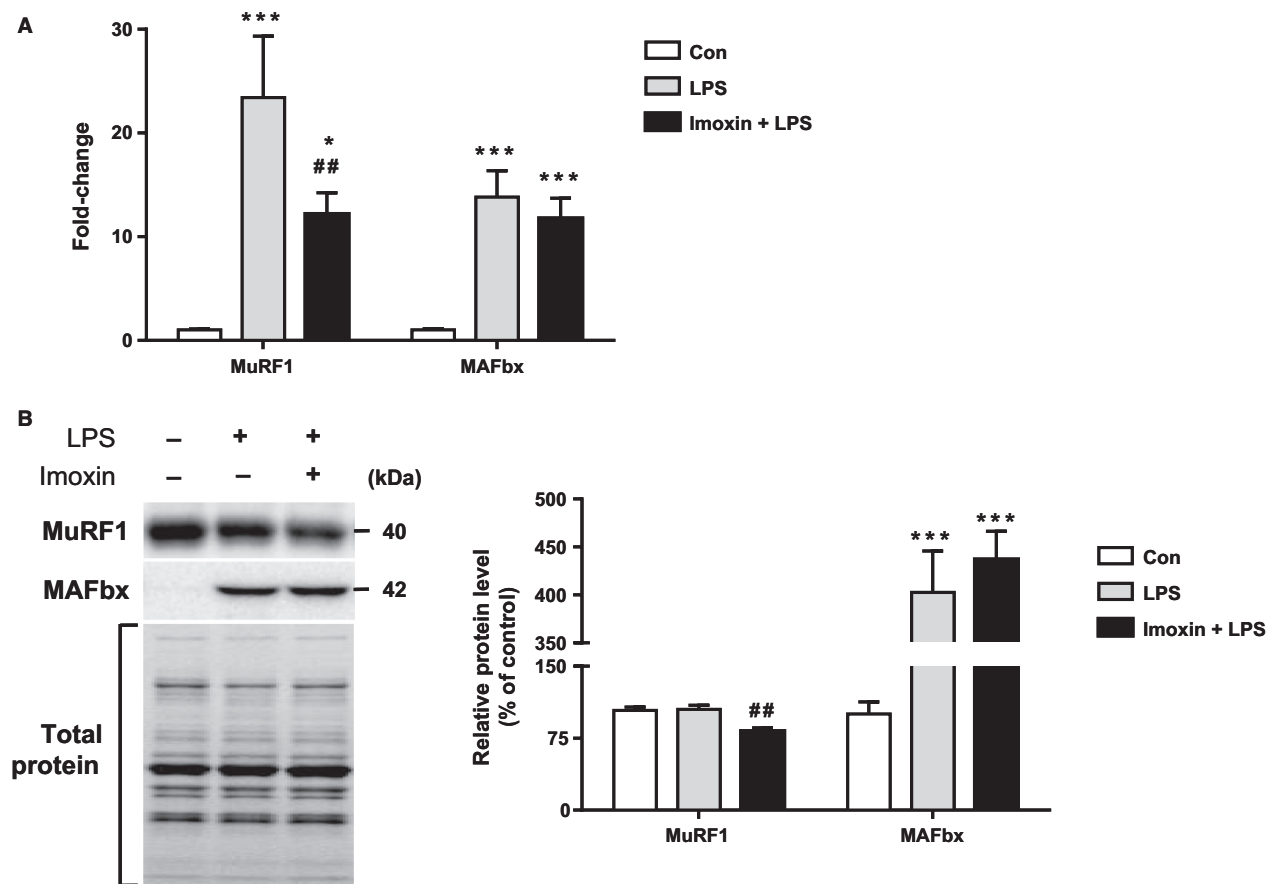 A
30
20
10
0
Fold-change
***
*
##
***
***
MuRF1
MAFbx
Con
LPS
Imoxin + LPS
B
LPS – + +
Imoxin – – + (kDa)
MuRF1 40
MAFbx 42
Total
protein
Relative protein level
(% of control)
500
450
400
350
150
75
0
##
***
***
MuRF1
MAFbx
Con
LPS
Imoxin + LPS